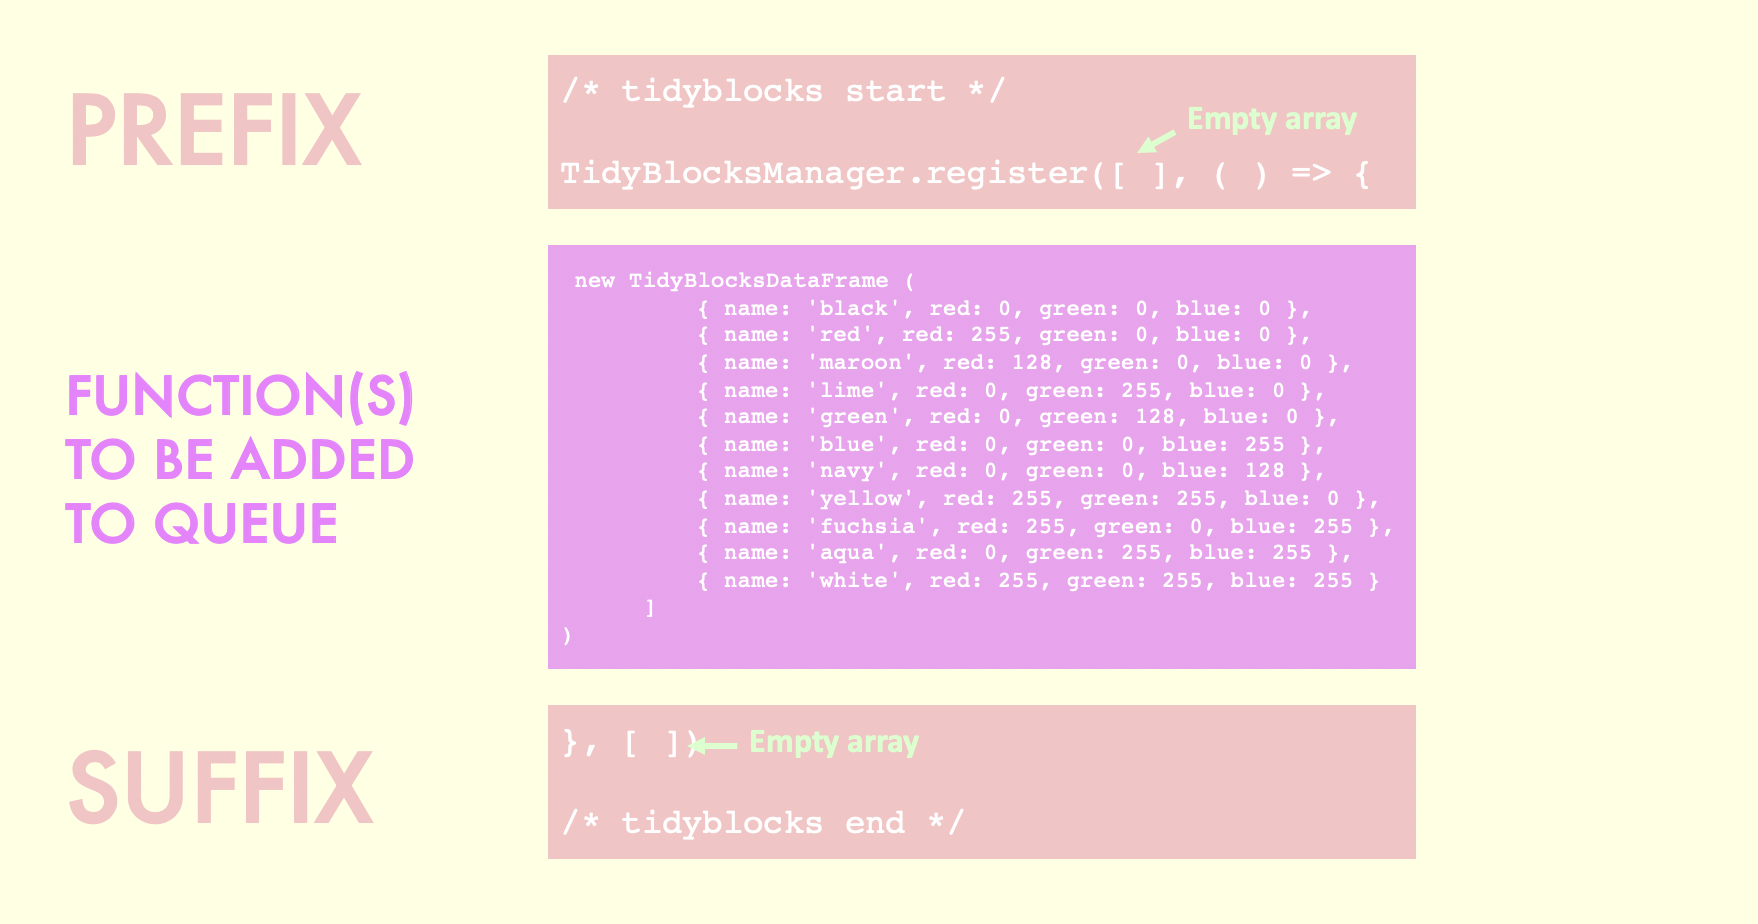 PREFIX
/* tidyblocks start */
Empty array
TidyBlocksManager.register([ ], ( ) => {
FUNCTION(S)
TO BE ADDED
TO QUEUE
new TidyBlocksDataFrame (
{ name: 'black', red: 0, green: 0, blue: 0 },
{ name: 'red', red: 255, green: 0, blue: 0 },
{ name: 'maroon', red: 128, green: 0, blue: 0 },
{ name: 'lime', red: 0, green: 255, blue: 0 },
{ name: 'green', red: 0, green: 128, blue: 0 },
{ name: 'blue', red: 0, green: 0, blue: 255 },
{ name: 'navy', red: 0, green: 0, blue: 128 },
{ name: 'yellow', red: 255, green: 255, blue: 0 },
{ name: 'fuchsia', red: 255, green: 0, blue: 255 },
{ name: 'aqua', red: 0, green: 255, blue: 255 },
{ name: 'white', red: 255, green: 255, blue: 255 }
]
)
SUFFIX
}, [ ])
Empty array
/* tidyblocks end */